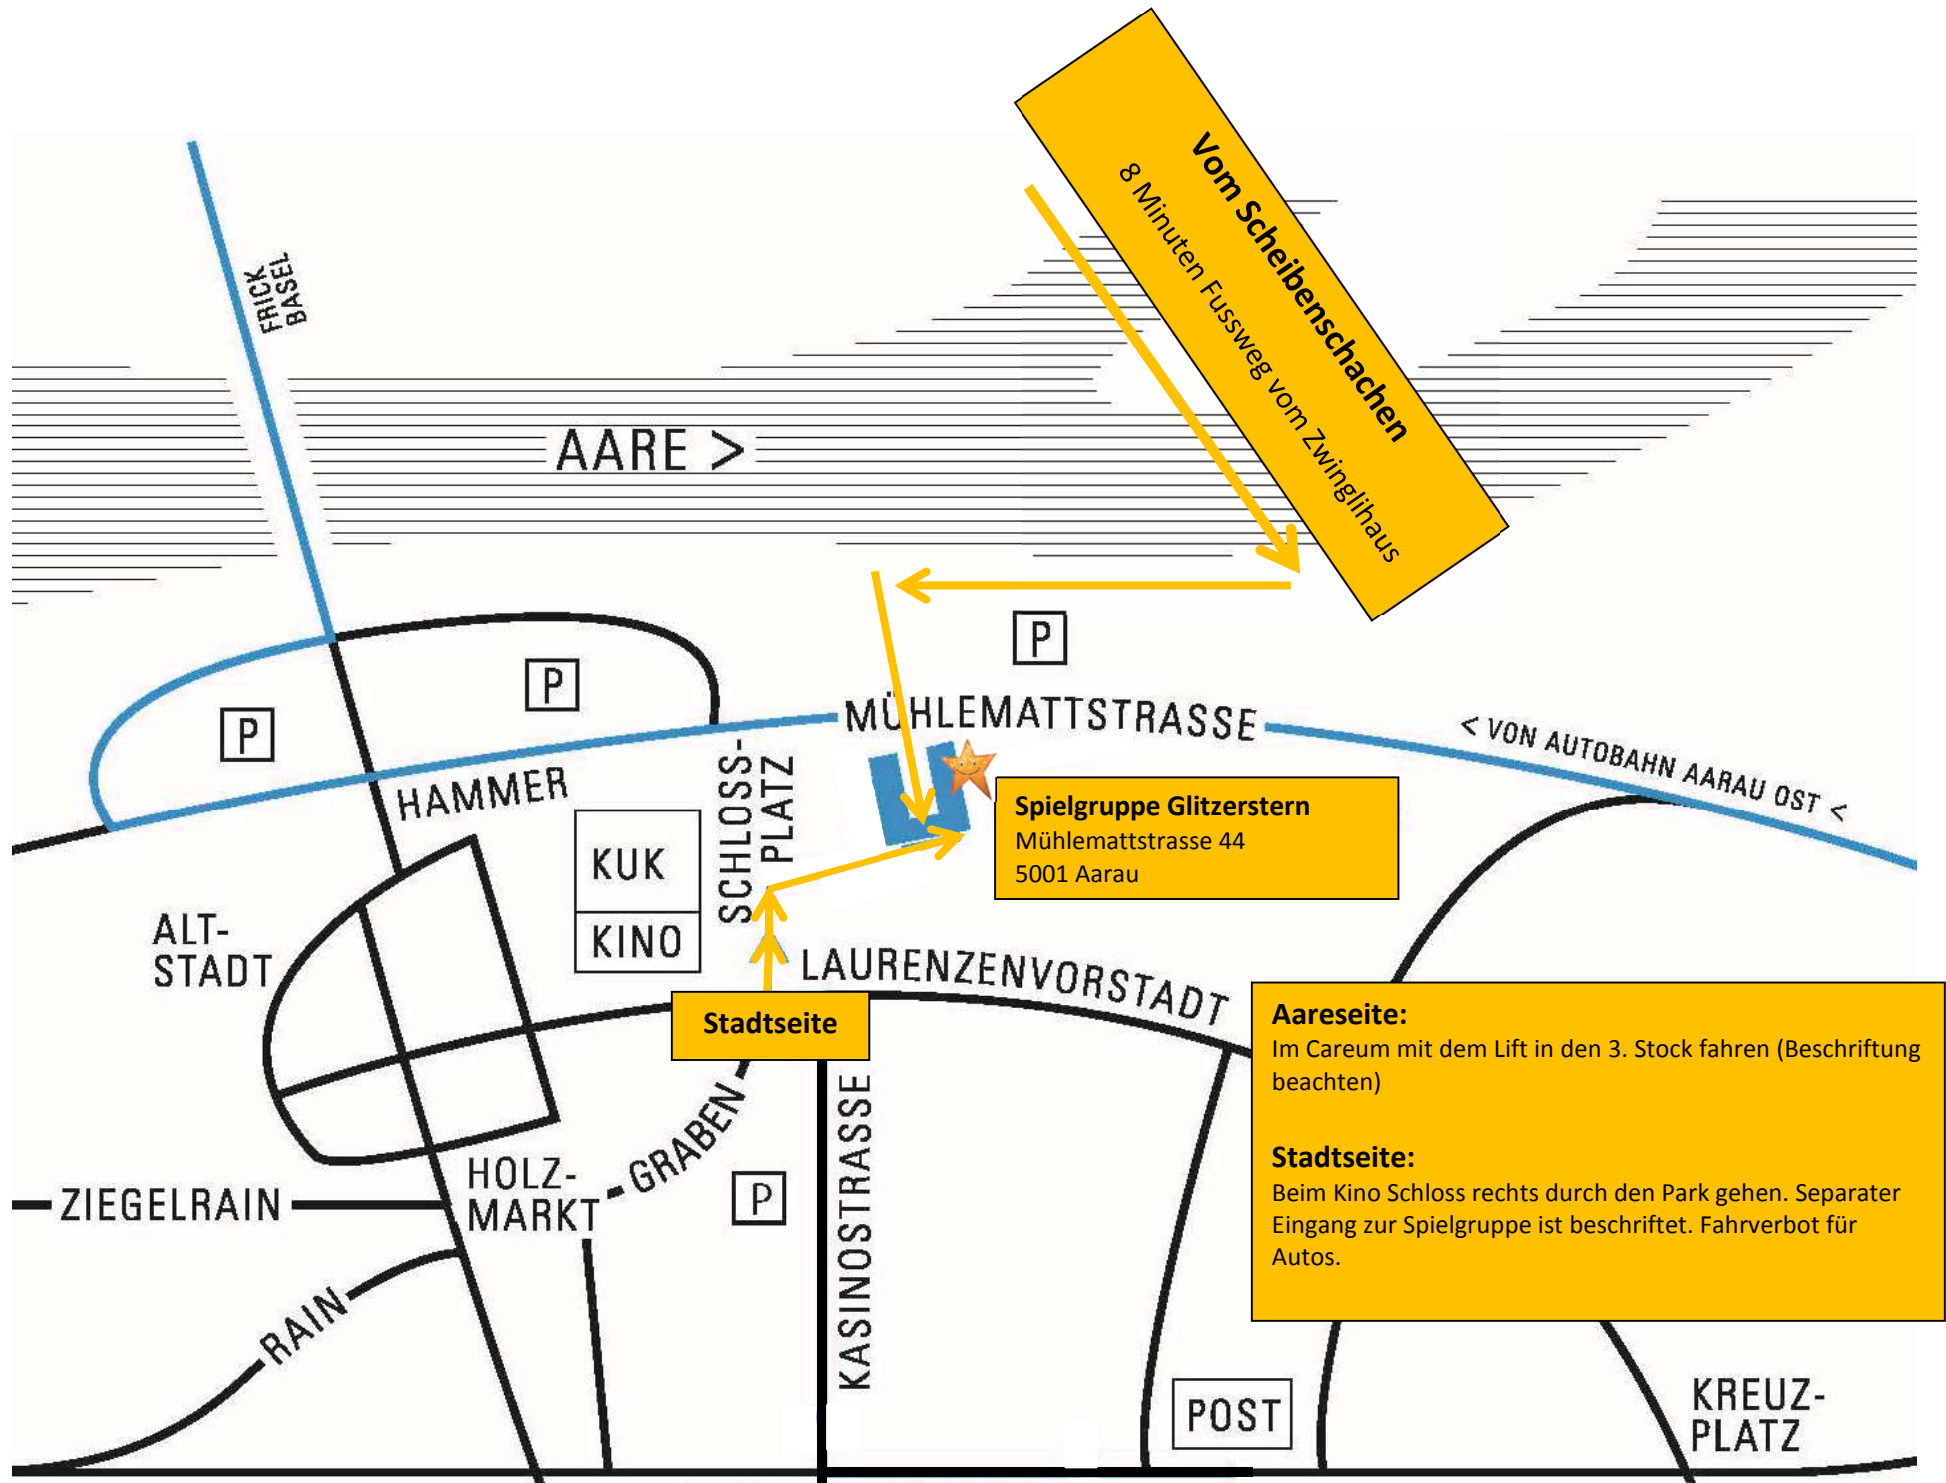 Vom Scheibenschachen
8 Minuten Fussweg vom Zwinglihaus
FRICK
BASEL
AARE >
P
P
P
MÜHLEMATTSTRASSE
< VON AUTOBAHN AARAU OST <
HAMMER
SCHLOSS-
PLATZ
KUK
KINO
Spielgruppe Glitzerstern
Mühlemattstrasse 44
5001 Aarau
ALT-
STADT
LAURENZENVORSTADT
Stadtseite
Aareseite:
Im Careum mit dem Lift in den 3. Stock fahren (Beschriftung
beachten)
Stadtseite:
Beim Kino Schloss rechts durch den Park gehen. Separater
Eingang zur Spielgruppe ist beschriftet. Fahrverbot für
Autos.
ZIEGELRAIN
HOLZ-
MARKT
GRABEN
P
KASINOSTRASSE
RAIN
POST
KREUZ-
PLATZ